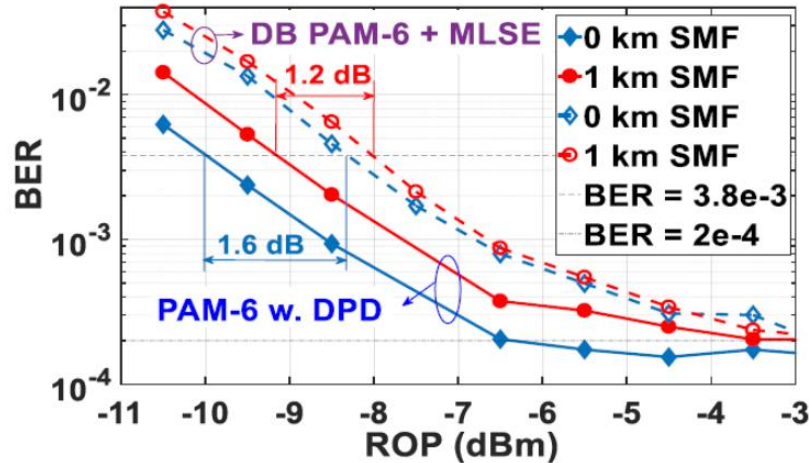 DB PAM-6 + MLSE
0 km SMF
1 km SMF
0 km SMF
1 km SMF
BER = 3.8e-3
BER = 2e-4
1.2 dB
1.6 dB
PAM-6 w. DPD
BER
10^-2
10^-3
10^-4
-11 -10 -9 -8 -7 -6 -5 -4 -3
ROP (dBm)